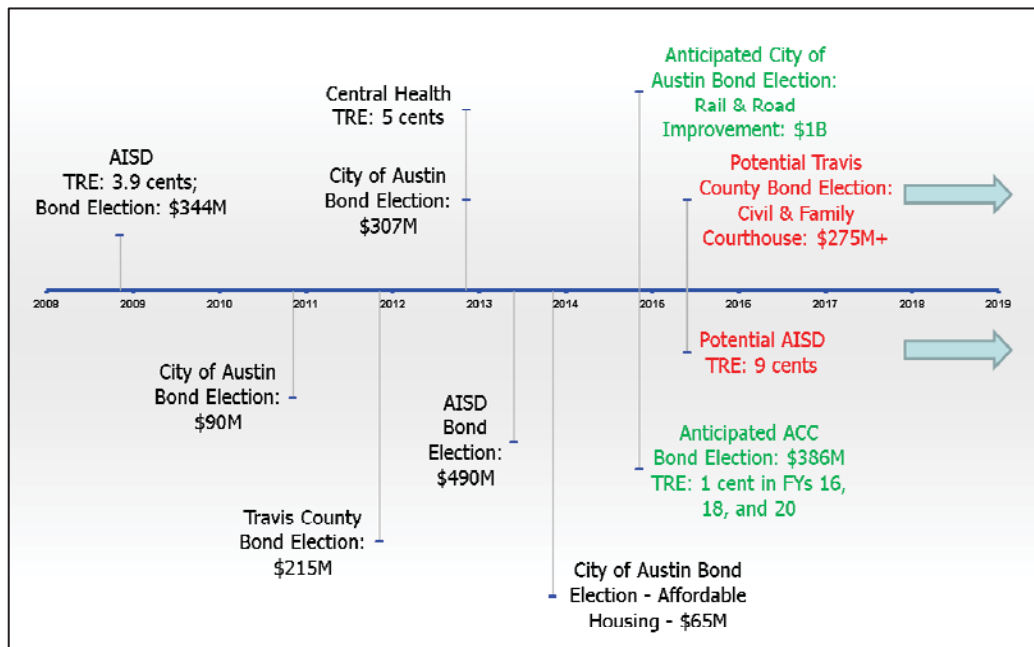 Anticipated City of
Austin Bond Election:
Rail & Road
Improvement: $1B
Central Health
TRE: 5 cents
AISD
TRE: 3.9 cents;
Bond Election: $344M
City of Austin
Bond Election:
$307M
Potential Travis
County Bond Election:
Civil & Family
Courthouse: $275M+
2008 2009 2010 2011 2012 2013 2014 2015 2016 2017 2018 2019
Potential AISD
TRE: 9 cents
City of Austin
Bond Election:
$90M
AISD
Bond
Election:
$490M
Anticipated ACC
Bond Election: $386M
TRE: 1 cent in FYs 16,
18, and 20
Travis County
Bond Election:
$215M
City of Austin Bond
Election - Affordable
Housing - $65M